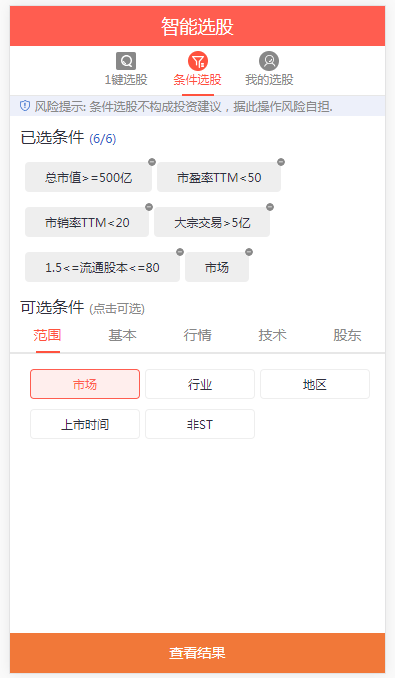 智能选股
1键选股 条件选股 我的选股
风险提示: 条件选股不构成投资建议，据此操作风险自担.
已选条件 (6/6)
总市值>=500亿 市盈率TTM<50
市销率TTM<20 大宗交易>5亿
1.5<=流通股本<=80 市场
可选条件 (点击可选)
范围 基本 行情 技术 股东
市场 行业 地区
上市时间 非ST
查看结果